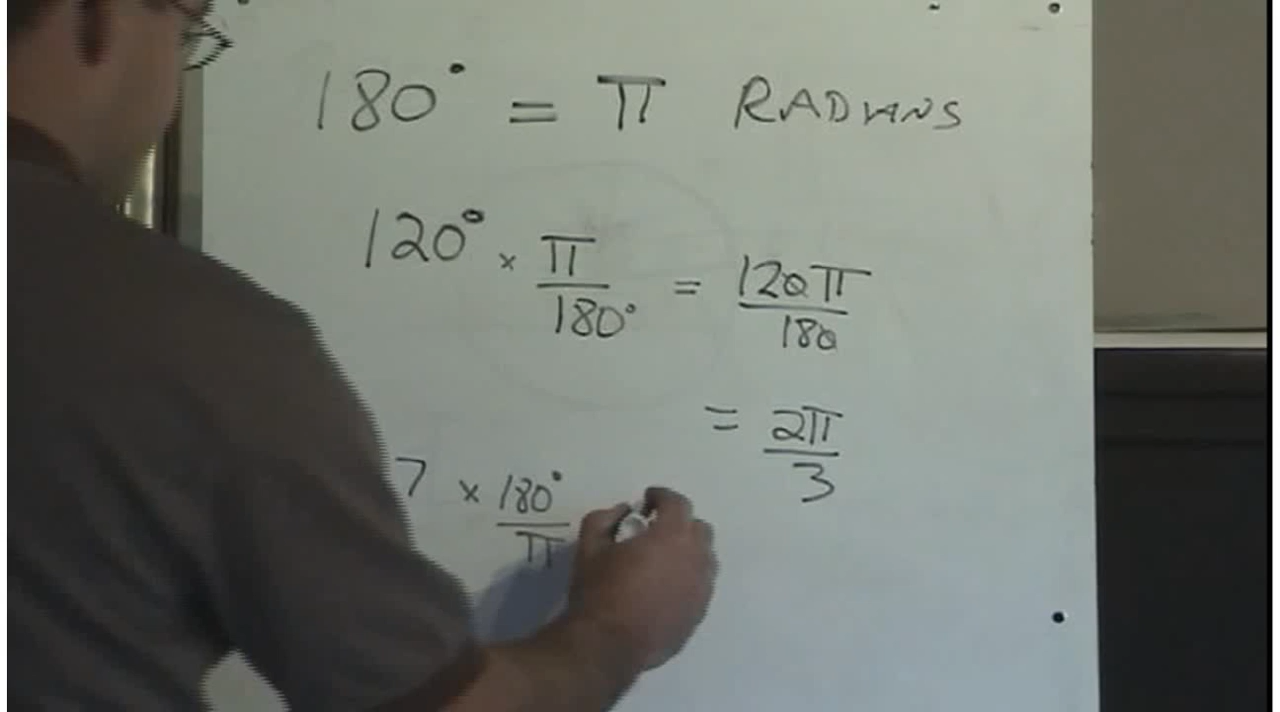 180° = π RADIANS
120° × π/180° = 120π/180
= 2π/3
7 × 180°/π